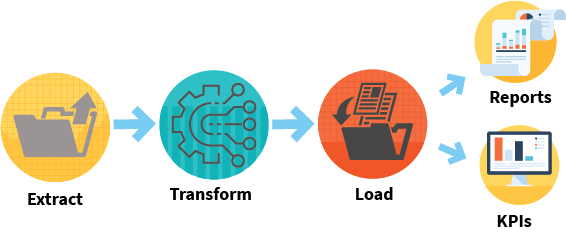 Extract
Transform
Load
Reports
KPIs